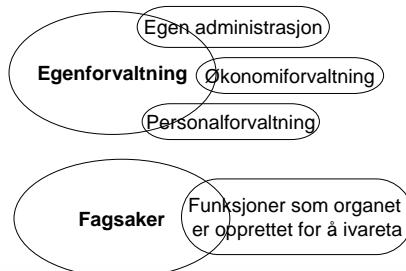 Egen administrasjon
Egenforvaltning
Økonomiforvaltning
Personalforvaltning
Fagsaker
Funksjoner som organet
er opprettet for å ivareta